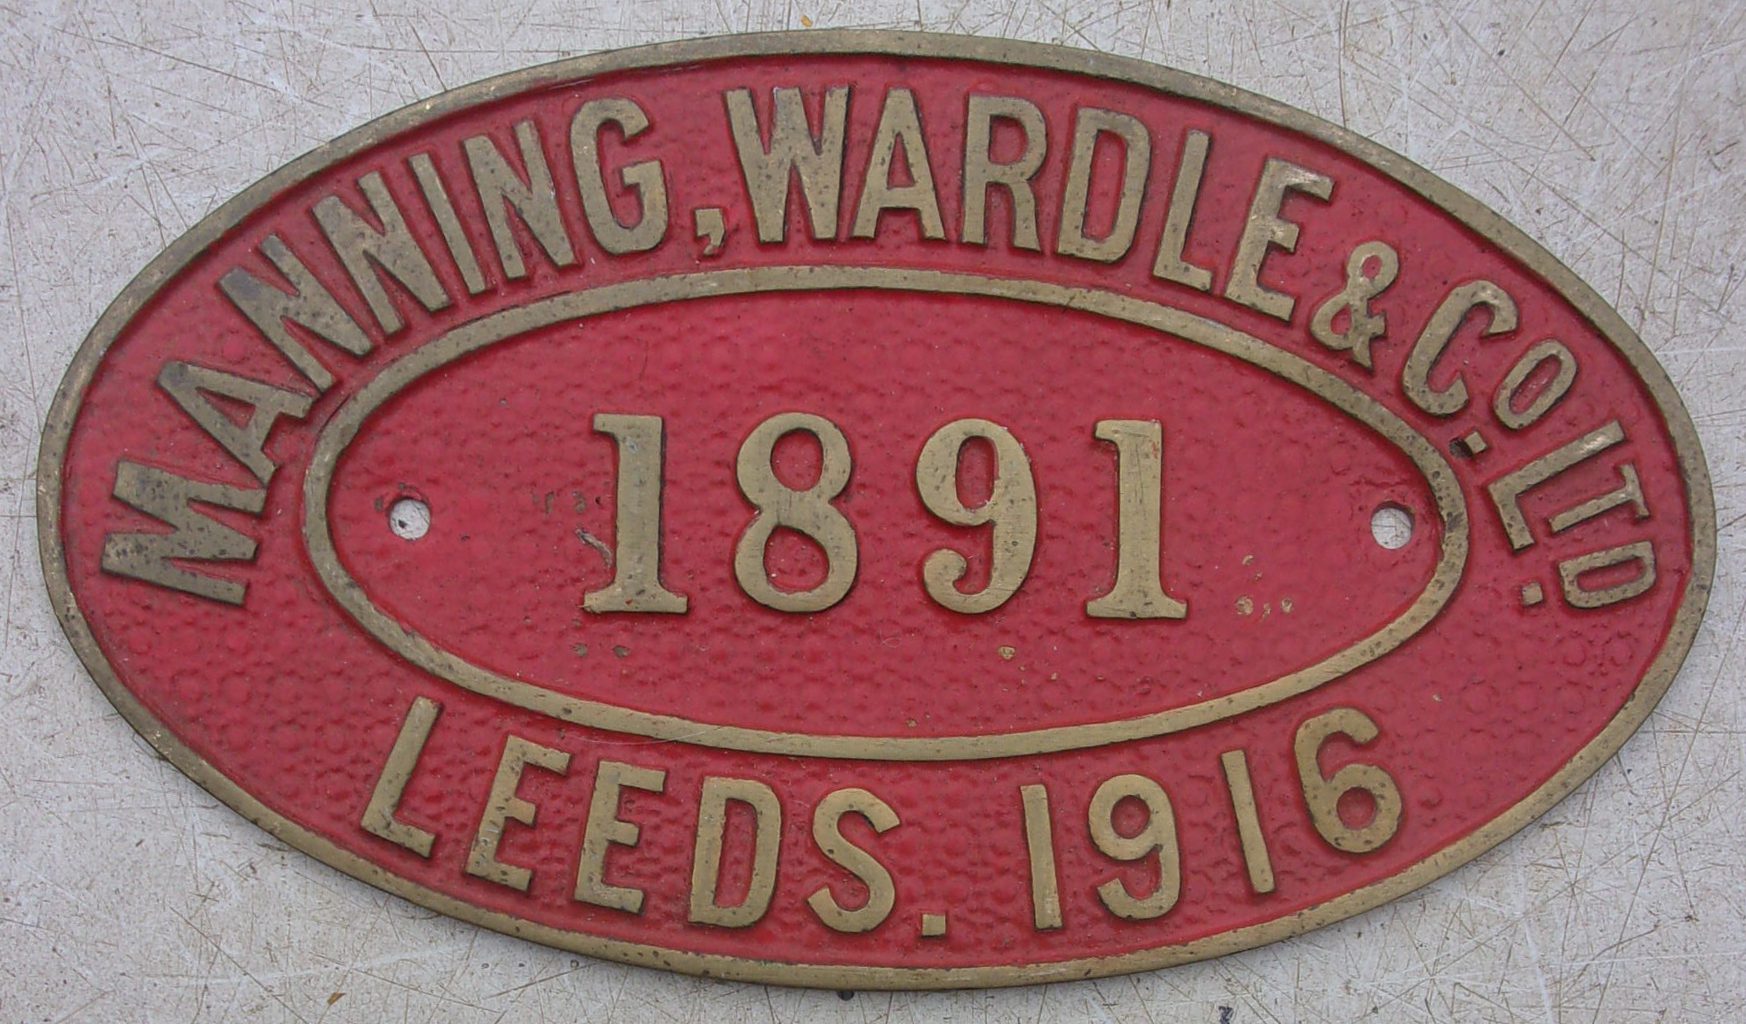 MANNING, WARDLE & Co. LTD.
1891
LEEDS. 1916